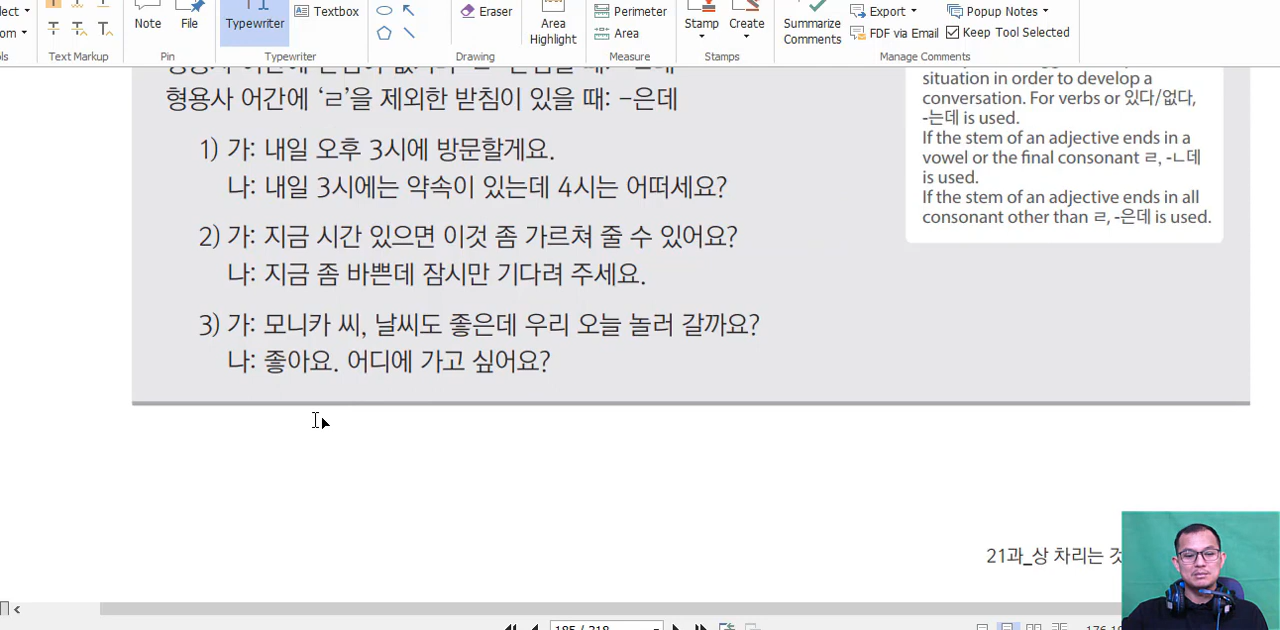 Note
File
Typewriter
Textbox
Eraser
Area
Highlight
Perimeter
Area
Stamp
Create
Summarize
Comments
Export
FDF via Email
Popup Notes
Keep Tool Selected
Text Markup
Pin
Typewriter
Drawing
Measure
Stamps
Manage Comments
형용사 어간에 ‘ㄹ’을 제외한 받침이 있을 때: –은데
1) 가: 내일 오후 3시에 방문할게요.
나: 내일 3시에는 약속이 있는데 4시는 어떠세요?
2) 가: 지금 시간 있으면 이것 좀 가르쳐 줄 수 있어요?
나: 지금 좀 바쁜데 잠시만 기다려 주세요.
3) 가: 모니카 씨, 날씨도 좋은데 우리 오늘 놀러 갈까요?
나: 좋아요. 어디에 가고 싶어요?
situation in order to develop a
conversation. For verbs or 있다/없다,
-는데 is used.
If the stem of an adjective ends in a
vowel or the final consonant ㄹ, -ㄴ데
is used.
If the stem of an adjective ends in all
consonant other than ㄹ, -은데 is used.
21과_상 차리는
185 / 318